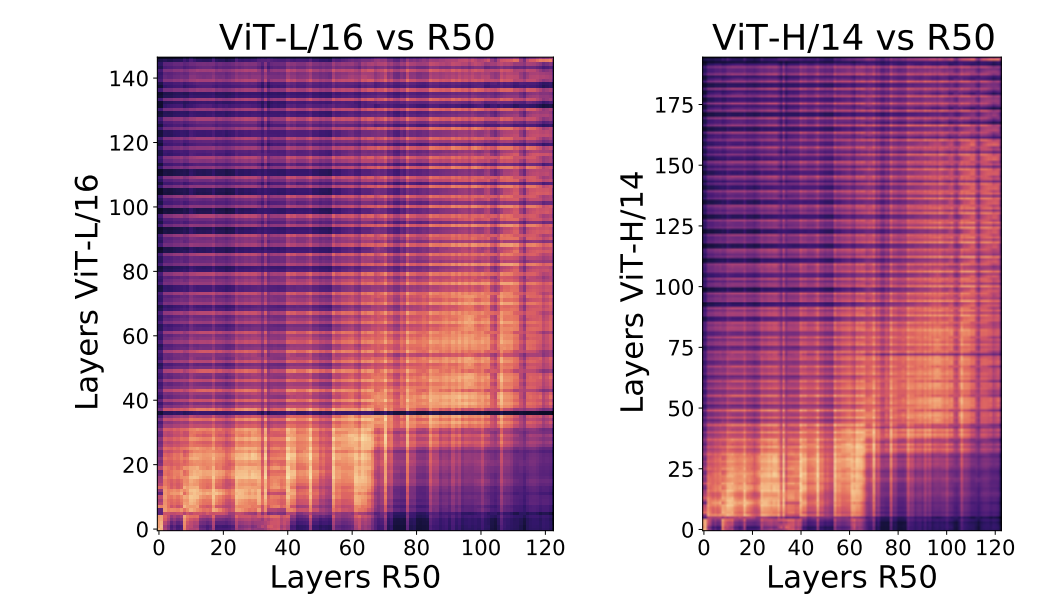 ViT-L/16 vs R50
Layers ViT-L/16
140
120
100
80
60
40
20
0
0 20 40 60 80 100 120
Layers R50
ViT-H/14 vs R50
Layers ViT-H/14
175
150
125
100
75
50
25
0
0 20 40 60 80 100 120
Layers R50